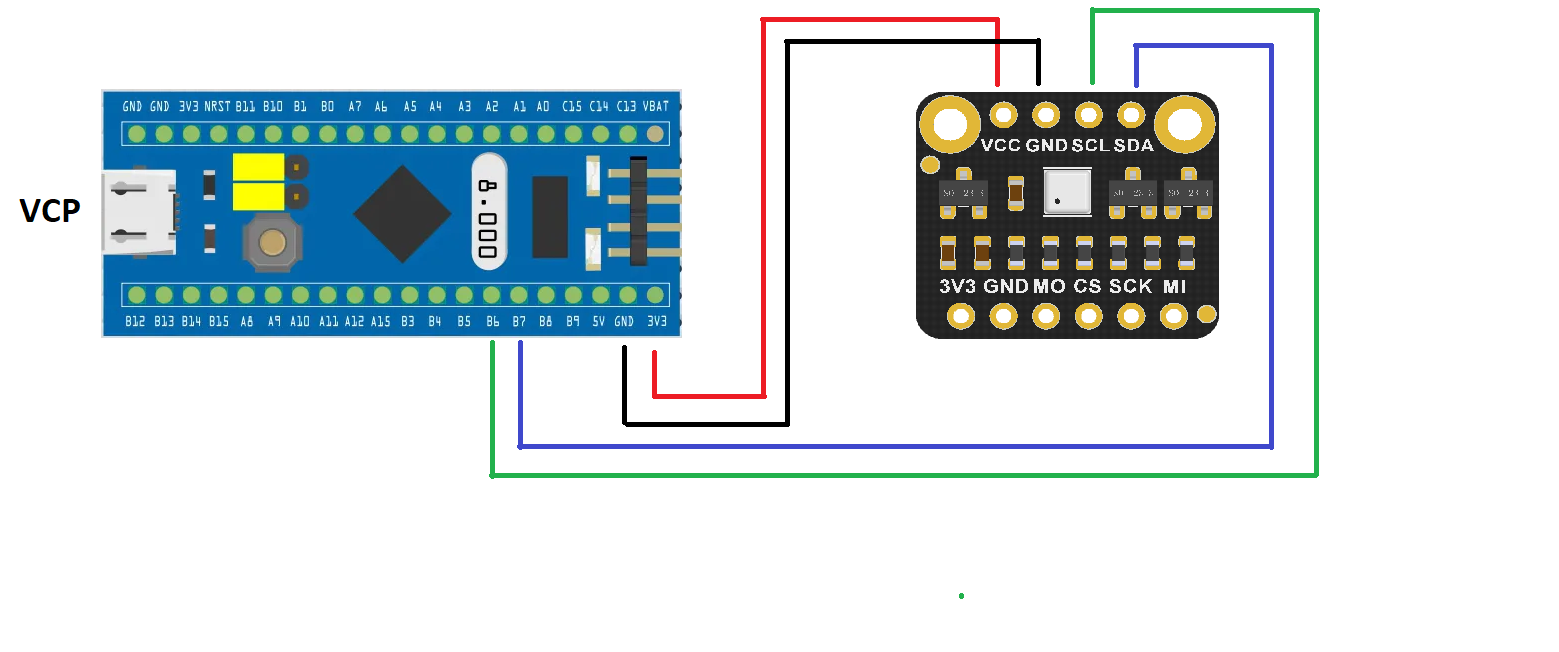 GND GND 3V3 NRST B11 B10 B1 B0 A7 A6 A5 A4 A3 A2 A1 A0 C15 C14 C13 VBAT
VCP
B12 B13 B14 B15 A8 A9 A10 A11 A12 A15 B3 B4 B5 B6 B7 B8 B9 5V GND 3V3
VCC GND SCL SDA
3V3 GND MO CS SCK MI